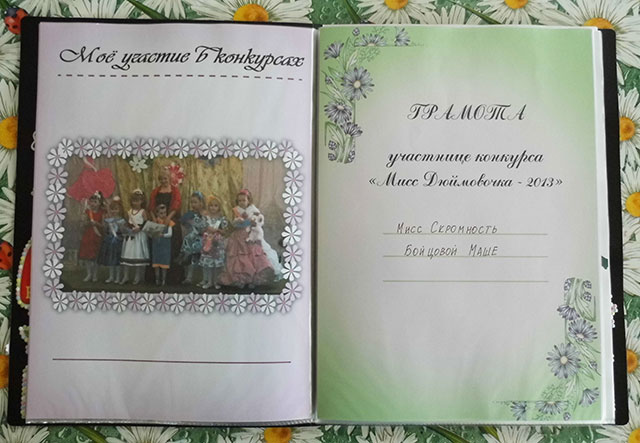 Моё участие в конкурсах
ГРАМОТА
участнице конкурса
«Мисс Дюймовочка - 2013»
Мисс Скромность
Бойцовой Маше